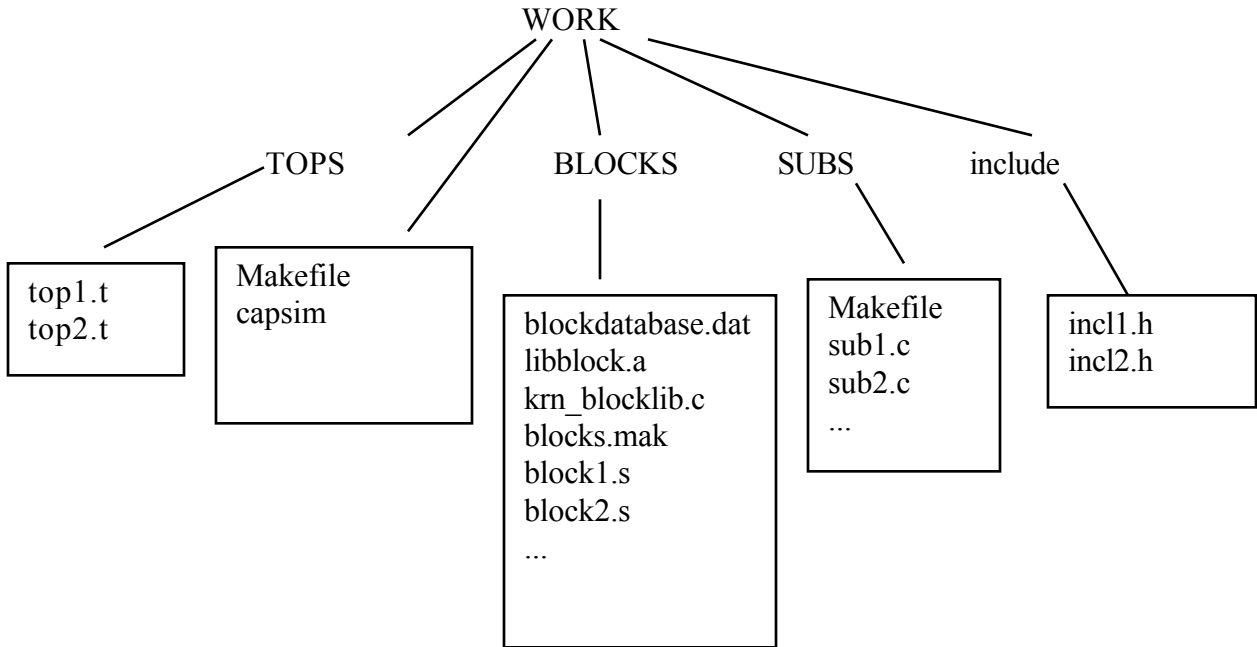 WORK
TOPS
BLOCKS
SUBS
include
top1.t
top2.t
Makefile
capsim
blockdatabase.dat
libblock.a
krn_blocklib.c
blocks.mak
block1.s
block2.s
...
Makefile
sub1.c
sub2.c
...
incl1.h
incl2.h